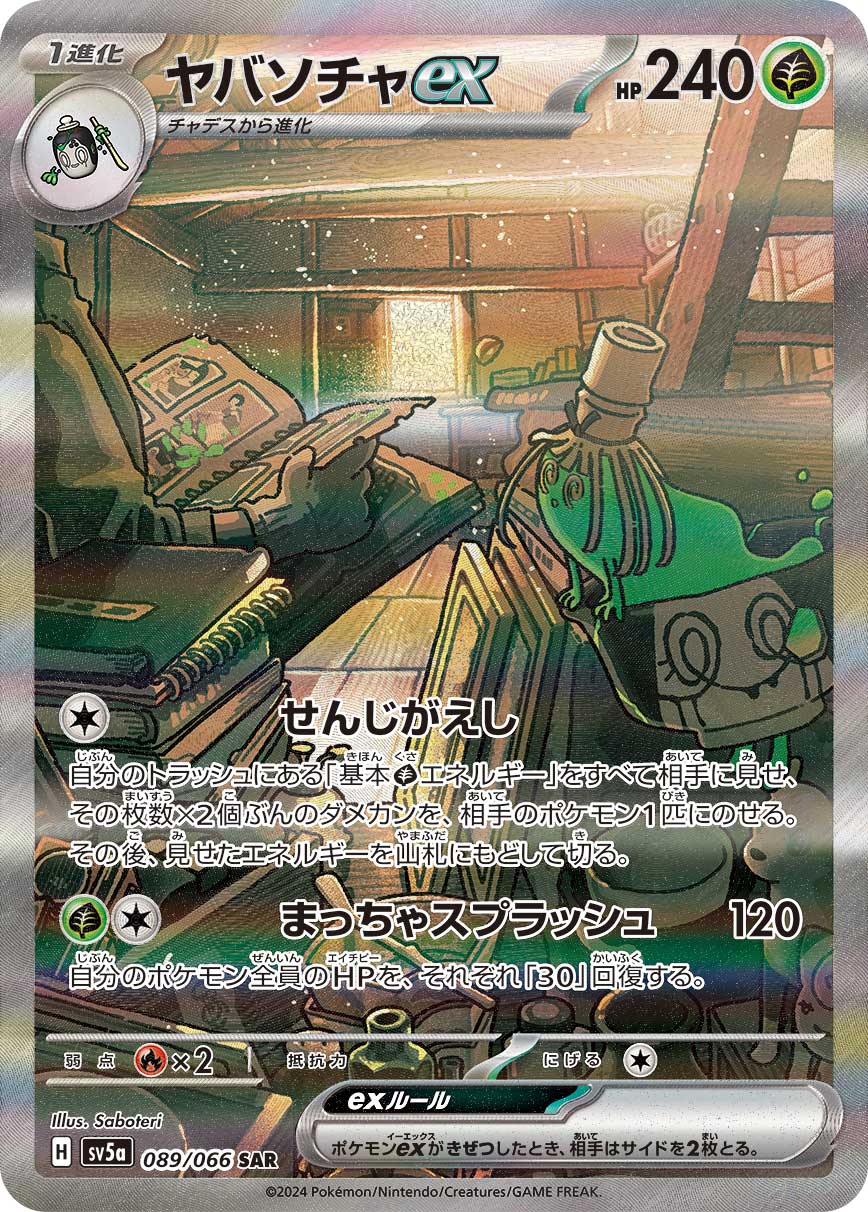 1進化
ヤバソチャex
HP240
チャデスから進化
せんじがえし
自分のトラッシュにある「基本エネルギー」をすべて相手に見せ、
その枚数×2個ぶんのダメカンを、相手のポケモン1匹にのせる。
その後、見せたエネルギーを山札にもどして切る。
まっちゃスプラッシュ 120
自分のポケモン全員のHPを、それぞれ「30」回復する。
弱点 ×2 抵抗力 にげる
exルール
ポケモンexがきぜつしたとき、相手はサイドを2枚とる。
Illus. Saboteri
H sv5a 089/066 SAR
©2024 Pokémon/Nintendo/Creatures/GAME FREAK.